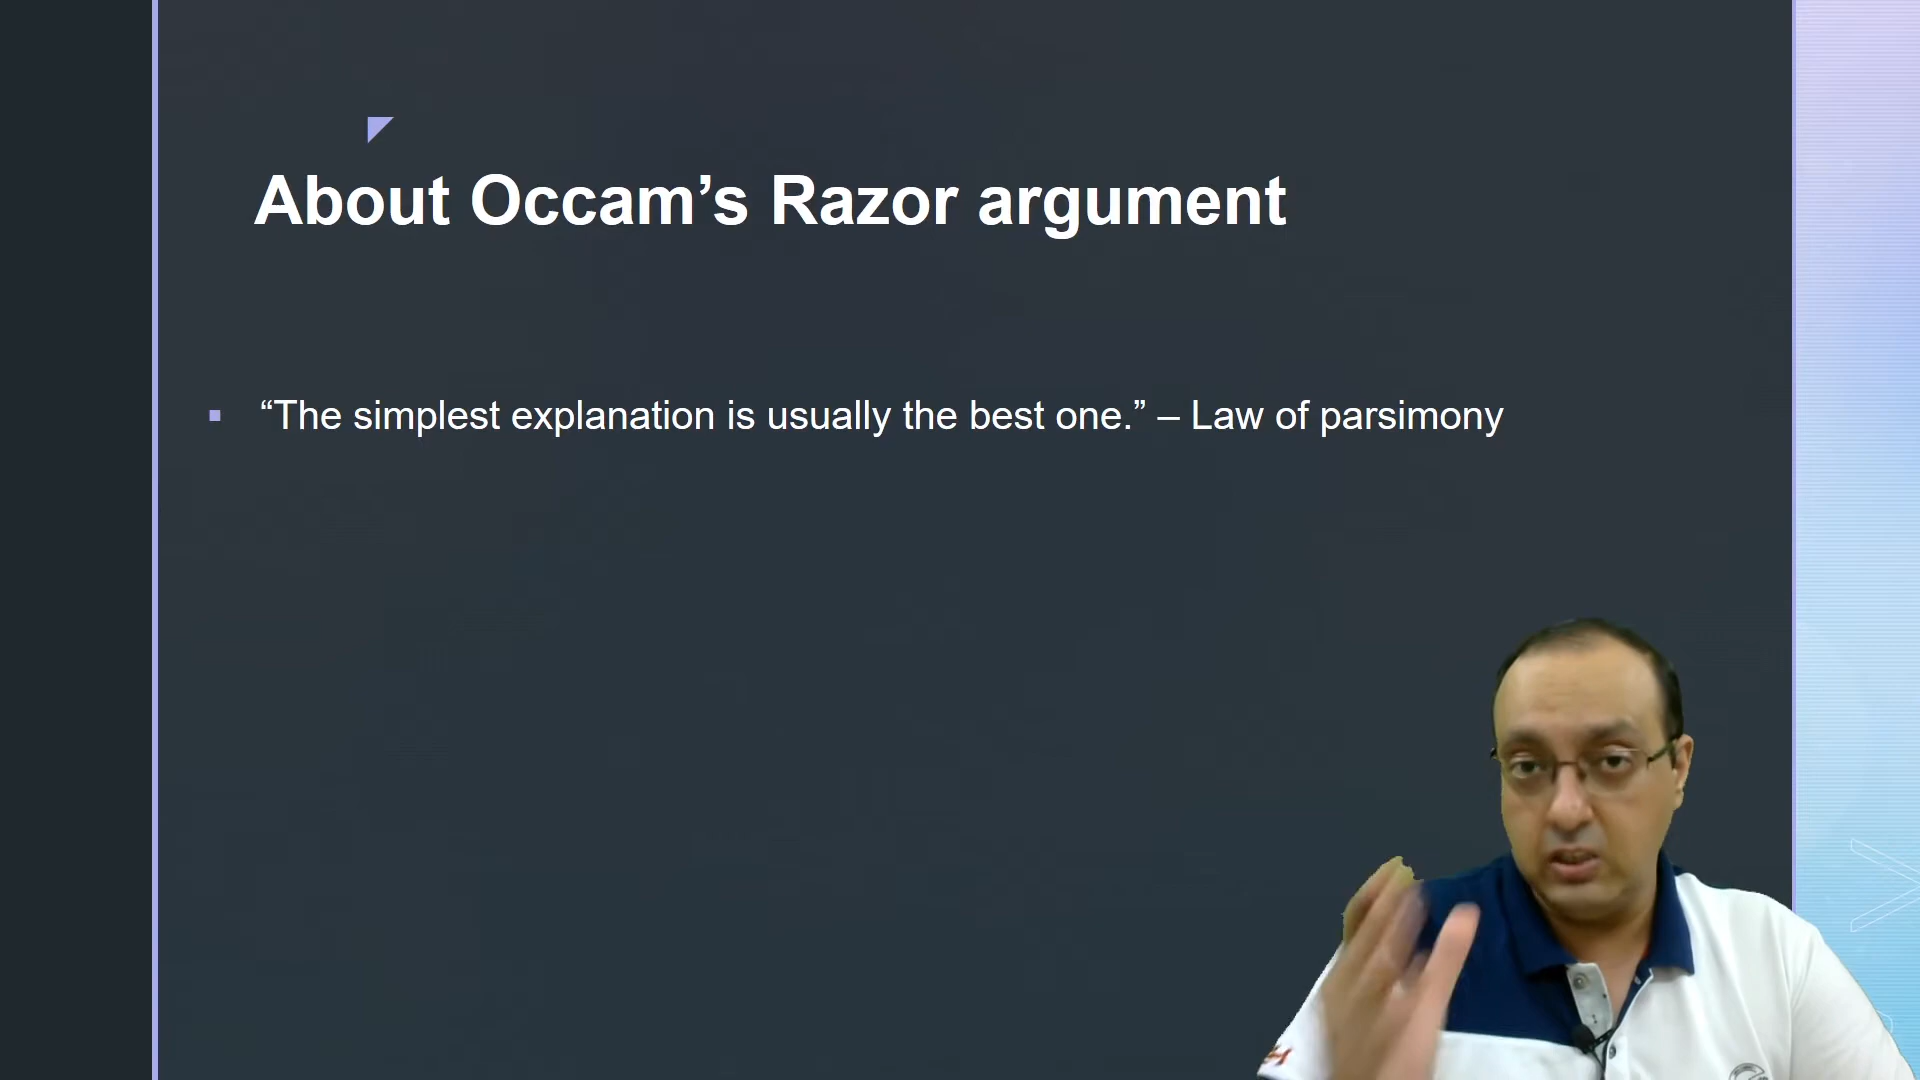 About Occam’s Razor argument
“The simplest explanation is usually the best one.” – Law of parsimony